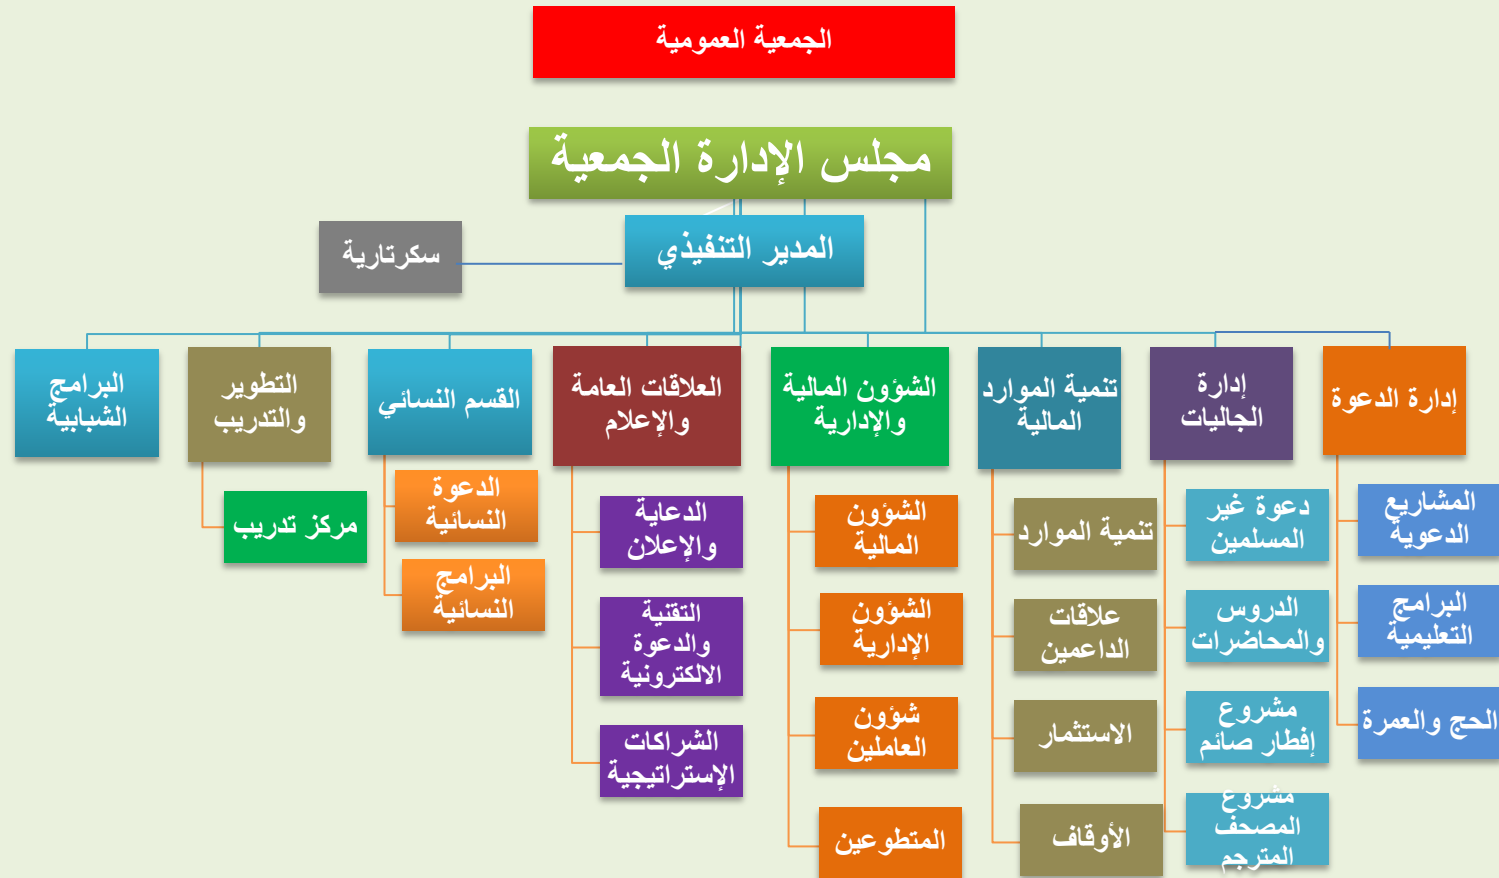 الجمعية العمومية
مجلس الإدارة الجمعية
المدير التنفيذي
سكرتارية
إدارة الدعوة
إدارة
الجاليات
تنمية الموارد
المالية
الشؤون المالية
والإدارية
العلاقات العامة
والإعلام
القسم النسائي
التطوير
والتدريب
البرامج
الشبابية
المشاريع
الدعوية
البرامج
التعليمية
الحج والعمرة
دعوة غير
المسلمين
الدروس
والمحاضرات
مشروع
إفطار صائم
مشروع
المصحف
المترجم
تنمية الموارد
علاقات
الداعمين
الاستثمار
الأوقاف
الشؤون
المالية
الشؤون
الإدارية
شؤون
العاملين
المتطوعين
الدعاية
والإعلان
التقنية
والدعوة
الالكترونية
الشراكات
الإستراتيجية
الدعوة
النسائية
البرامج
النسائية
مركز تدريب